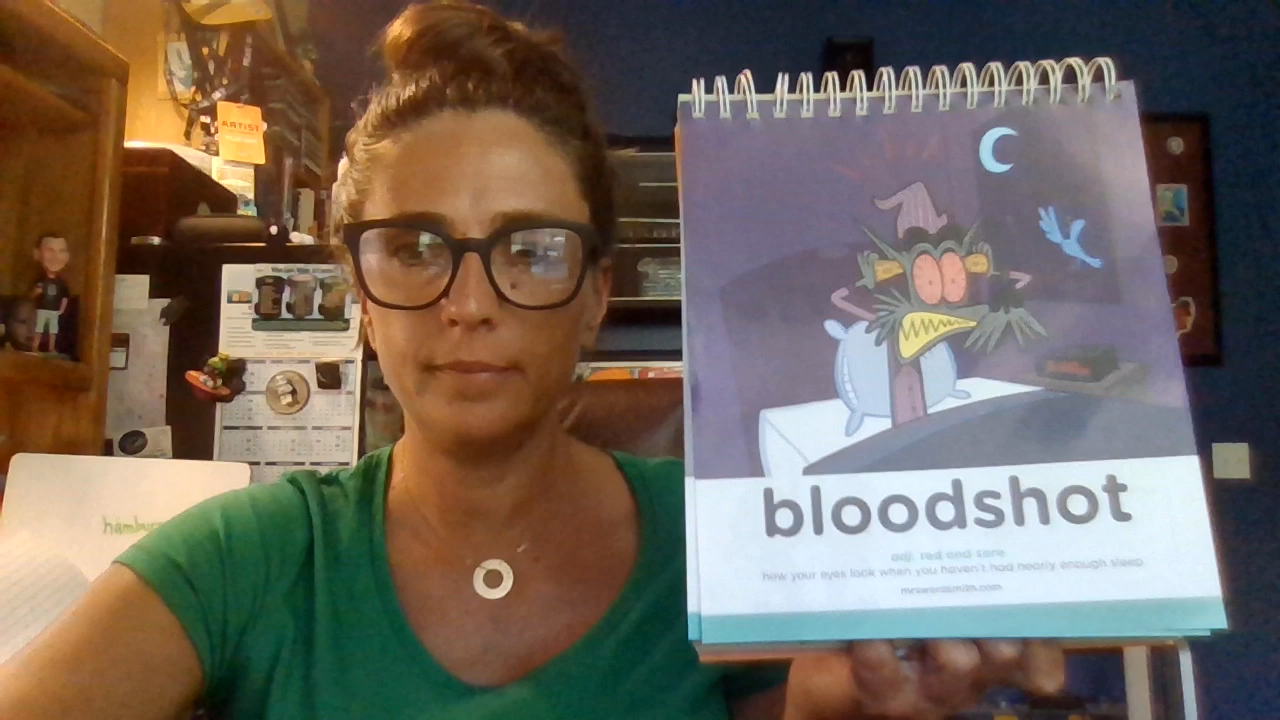 ARTIST
hambur
bloodshot
adj. red and sore
how your eyes look when you haven't had nearly enough sleep
mrswordsmith.com